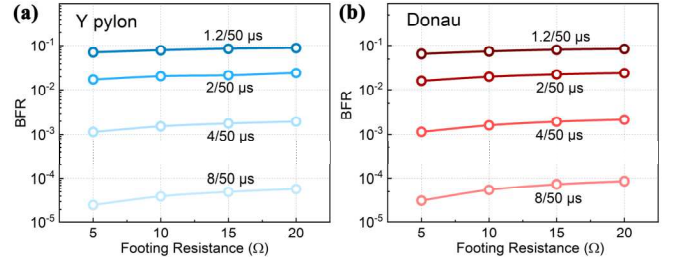 (a) Y pylon
BFR
10⁻¹
10⁻²
10⁻³
10⁻⁴
10⁻⁵
1.2/50 μs
2/50 μs
4/50 μs
8/50 μs
5 10 15 20
Footing Resistance (Ω)
(b) Donau
BFR
10⁻¹
10⁻²
10⁻³
10⁻⁴
10⁻⁵
1.2/50 μs
2/50 μs
4/50 μs
8/50 μs
5 10 15 20
Footing Resistance (Ω)